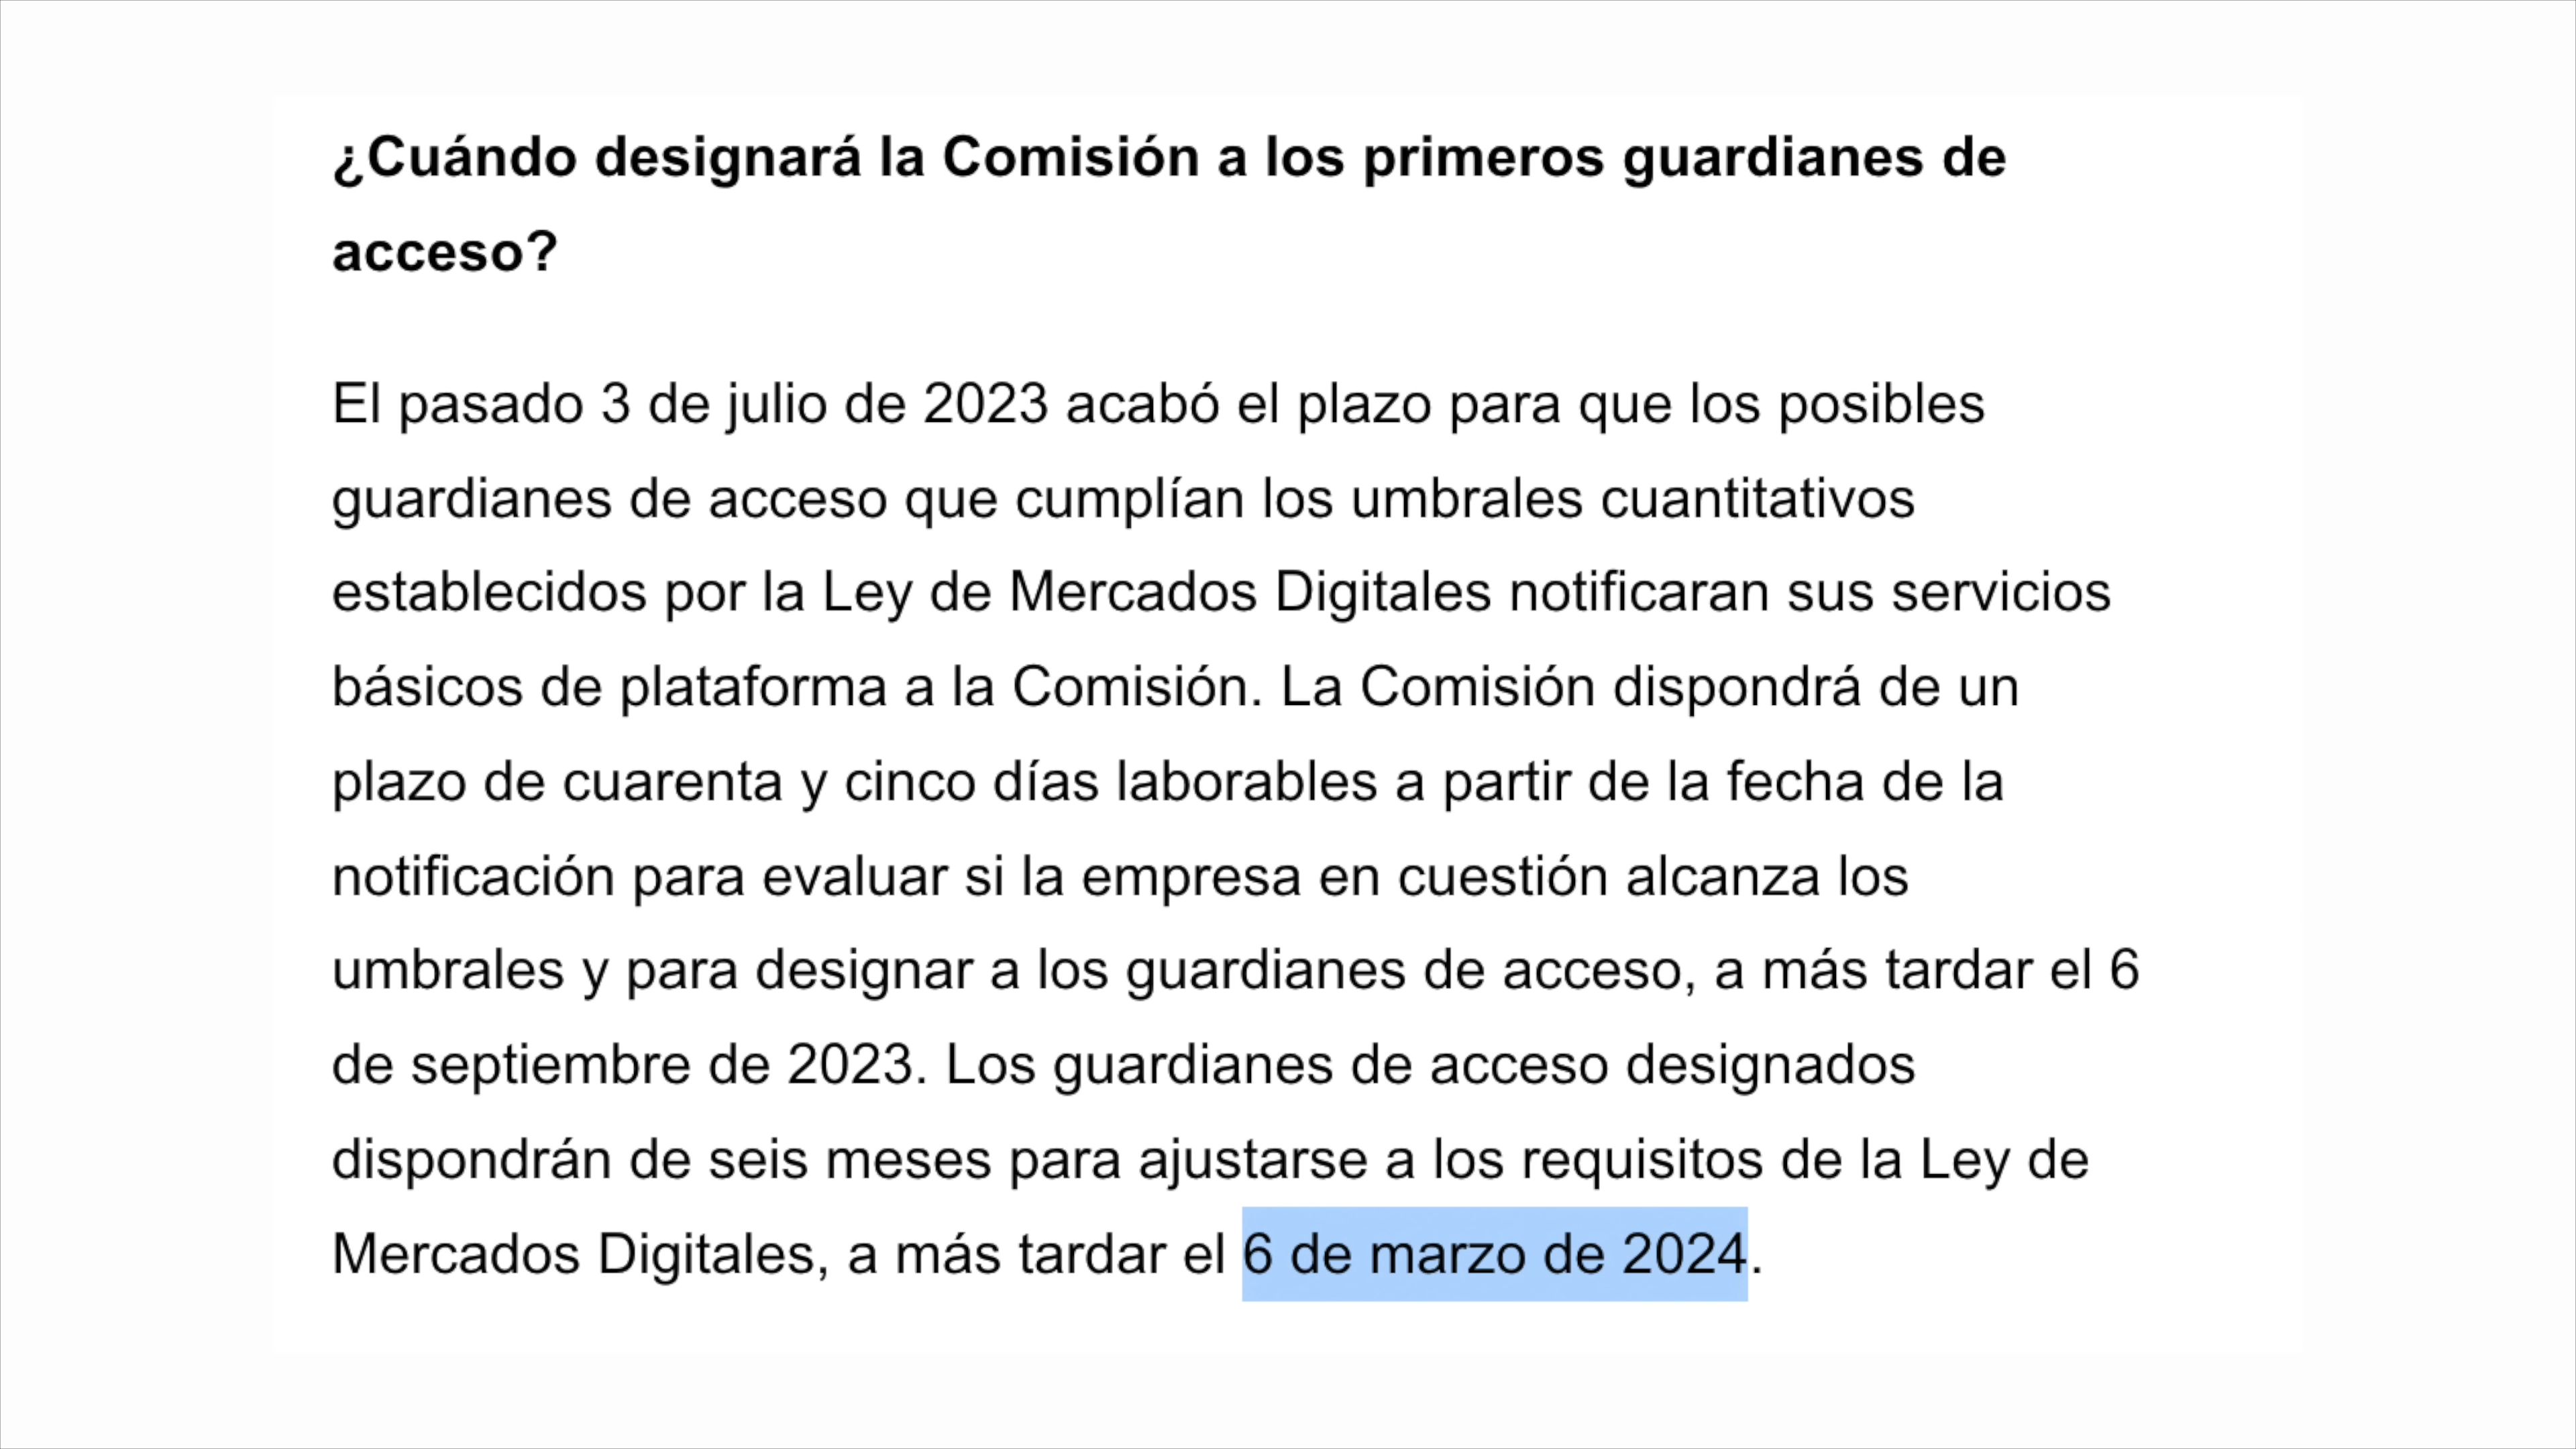 ¿Cuándo designará la Comisión a los primeros guardianes de
acceso?
El pasado 3 de julio de 2023 acabó el plazo para que los posibles
guardianes de acceso que cumplían los umbrales cuantitativos
establecidos por la Ley de Mercados Digitales notificaran sus servicios
básicos de plataforma a la Comisión. La Comisión dispondrá de un
plazo de cuarenta y cinco días laborables a partir de la fecha de la
notificación para evaluar si la empresa en cuestión alcanza los
umbrales y para designar a los guardianes de acceso, a más tardar el 6
de septiembre de 2023. Los guardianes de acceso designados
dispondrán de seis meses para ajustarse a los requisitos de la Ley de
Mercados Digitales, a más tardar el 6 de marzo de 2024.